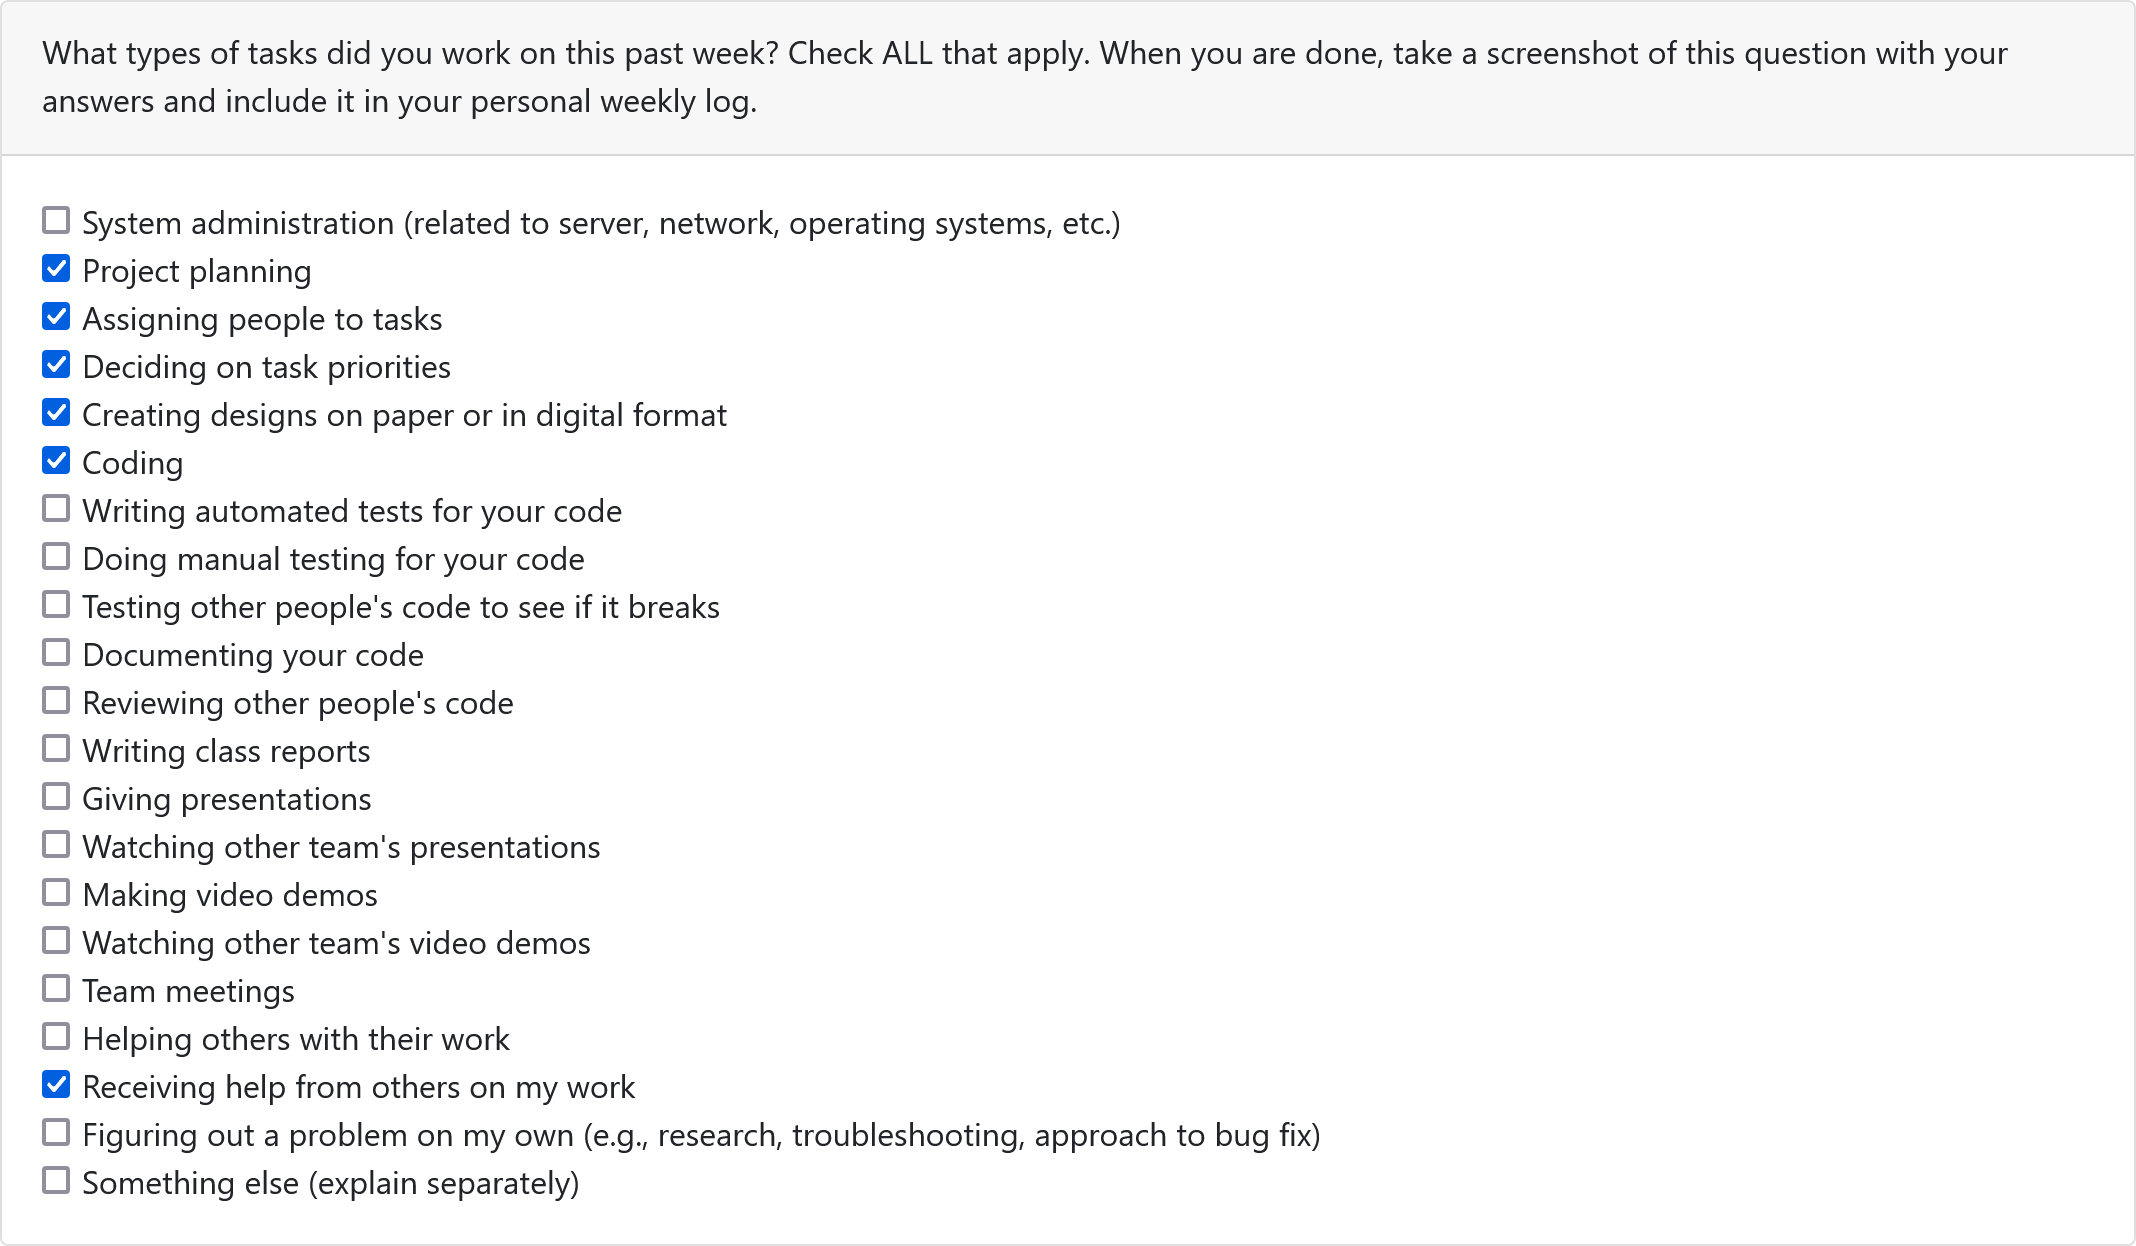 What types of tasks did you work on this past week? Check ALL that apply. When you are done, take a screenshot of this question with your
answers and include it in your personal weekly log.
System administration (related to server, network, operating systems, etc.)
Project planning
Assigning people to tasks
Deciding on task priorities
Creating designs on paper or in digital format
Coding
Writing automated tests for your code
Doing manual testing for your code
Testing other people's code to see if it breaks
Documenting your code
Reviewing other people's code
Writing class reports
Giving presentations
Watching other team's presentations
Making video demos
Watching other team's video demos
Team meetings
Helping others with their work
Receiving help from others on my work
Figuring out a problem on my own (e.g., research, troubleshooting, approach to bug fix)
Something else (explain separately)